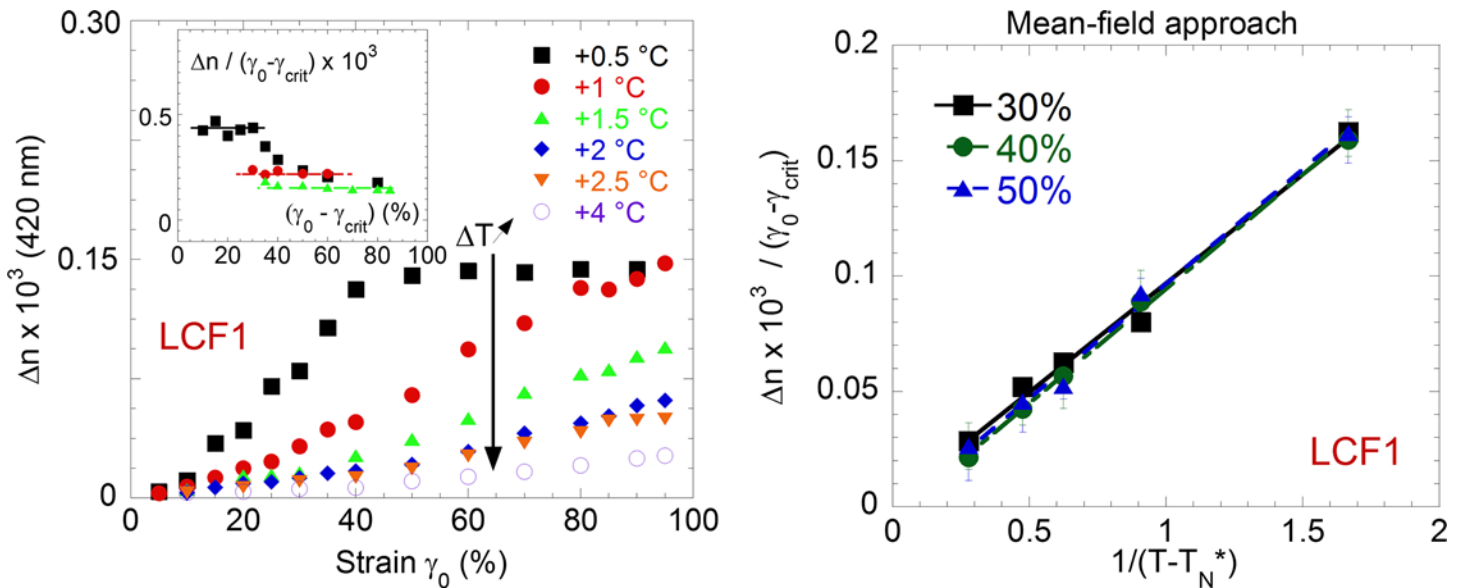 0.30
0.15
0
Δn x 10³ (420 nm)
Δn / (γ₀-γcrit) x 10³
0.5
0
(γ₀ - γcrit) (%)
0 20 40 60 80 100
+0.5 °C
+1 °C
+1.5 °C
+2 °C
+2.5 °C
+4 °C
ΔT
LCF1
0 20 40 60 80 100
Strain γ₀ (%)
Mean-field approach
0.2
0.15
0.1
0.05
0
Δn x 10³ / (γ₀-γcrit)
30%
40%
50%
LCF1
0 0.5 1 1.5 2
1/(T-TN*)